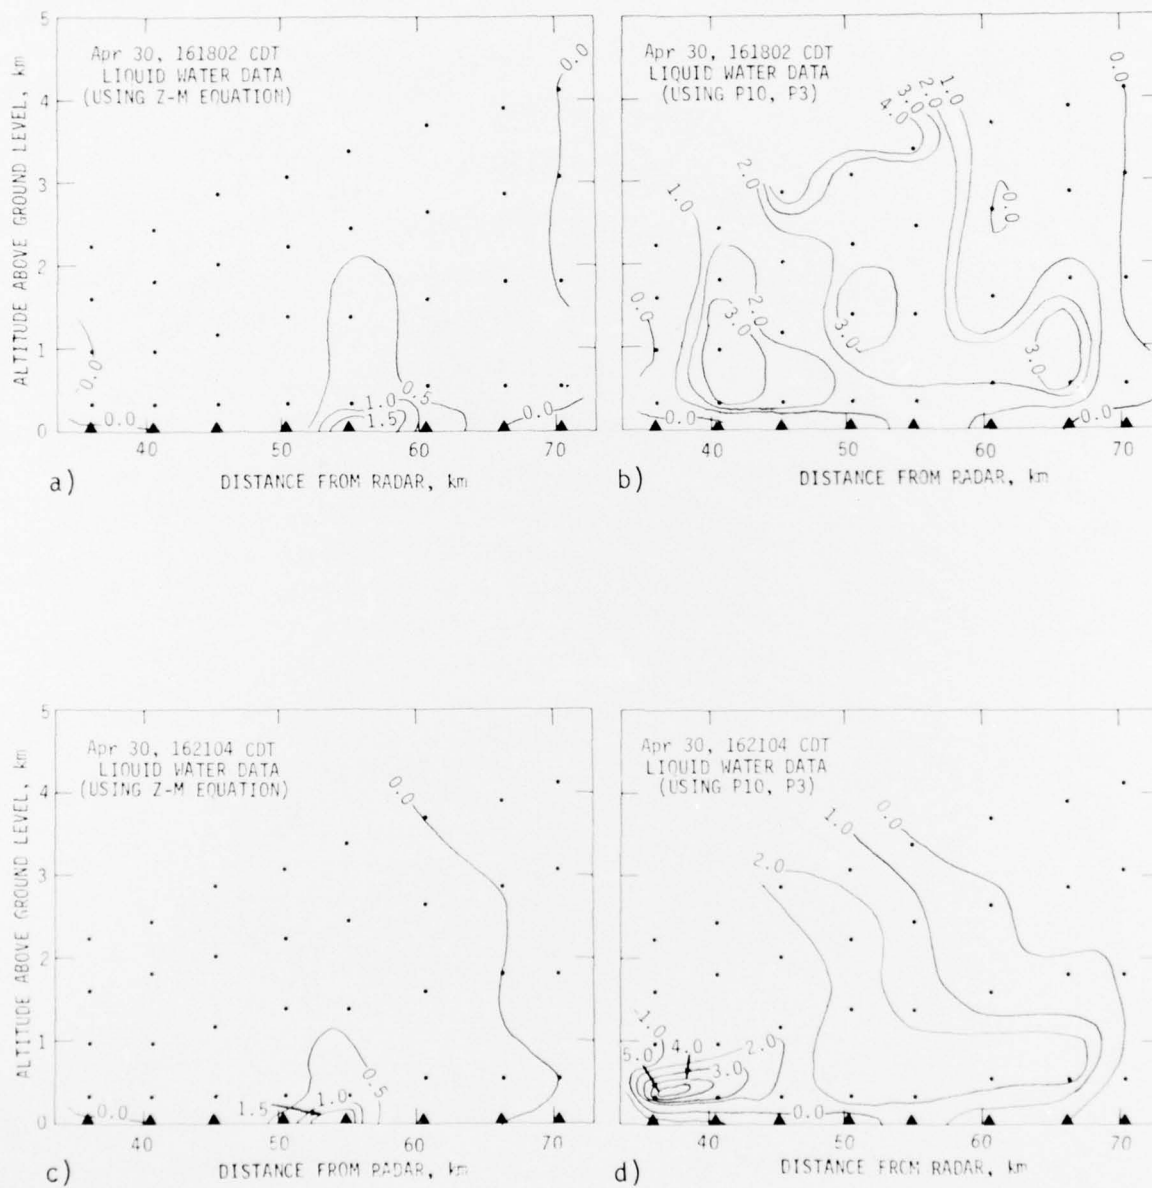 5
4
3
2
1
0
ALTITUDE ABOVE GROUND LEVEL, km
Apr 30, 161802 CDT
LIQUID WATER DATA
(USING Z-M EQUATION)
0.0
0.0
0.0
0.5
1.0
1.5
0.0
40
50
60
70
DISTANCE FROM RADAR, km
a)
Apr 30, 161802 CDT
LIQUID WATER DATA
(USING P10, P3)
0.0
1.0
2.0
3.0
4.0
2.0
1.0
0.0
0.0
2.0
3.0
3.0
3.0
0.0
0.0
40
50
60
70
DISTANCE FROM RADAR, km
b)
5
4
3
2
1
0
ALTITUDE ABOVE GROUND LEVEL, km
Apr 30, 162104 CDT
LIQUID WATER DATA
(USING Z-M EQUATION)
0.0
0.5
0.0
1.5
1.0
40
50
60
70
DISTANCE FROM RADAR, km
c)
Apr 30, 162104 CDT
LIQUID WATER DATA
(USING P10, P3)
0.0
1.0
2.0
1.0
5.0
4.0
3.0
2.0
0.0
40
50
60
70
DISTANCE FROM RADAR, km
d)